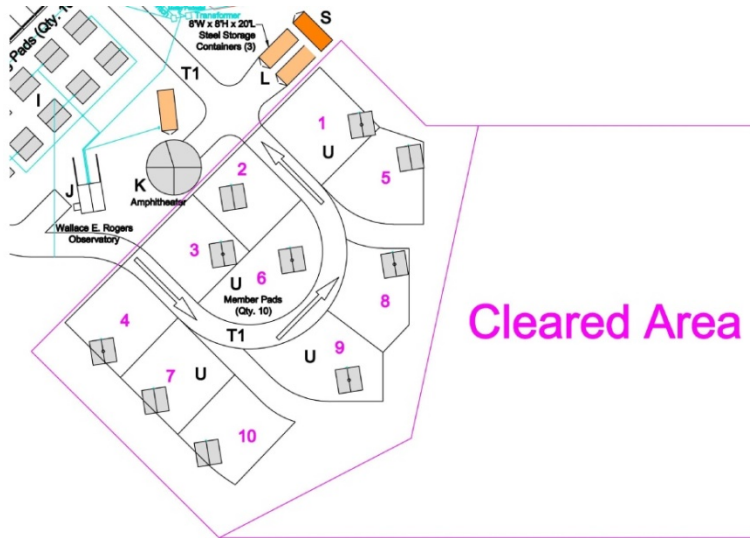 Transformer
8'W x 8'H x 20'L
Steel Storage
Containers (3)
S
L
T1
I
J
K
Amphitheater
Wallace E. Rogers
Observatory
1
U
2
5
3
6
U
Member Pads
(Qty. 10)
8
4
T1
9
U
7
U
10
Cleared Area
Pads (Qty. 10